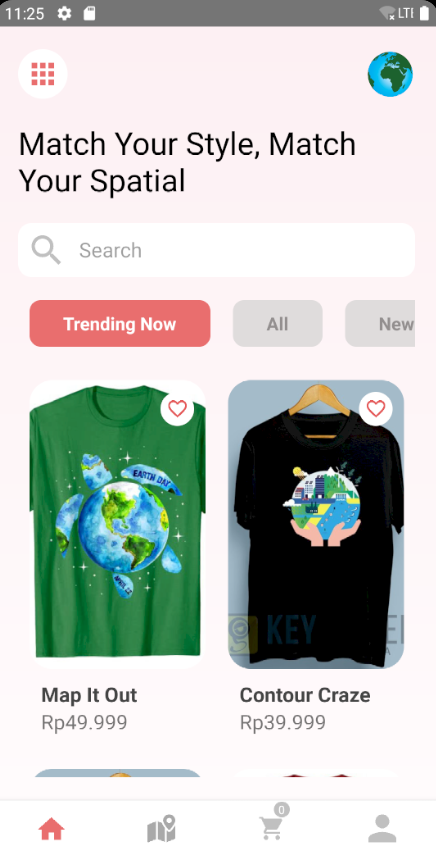 11:25
LTE
Match Your Style, Match
Your Spatial
Search
Trending Now
All
New
EARTH DAY
KEY
Map It Out
Contour Craze
Rp49.999
Rp39.999
0